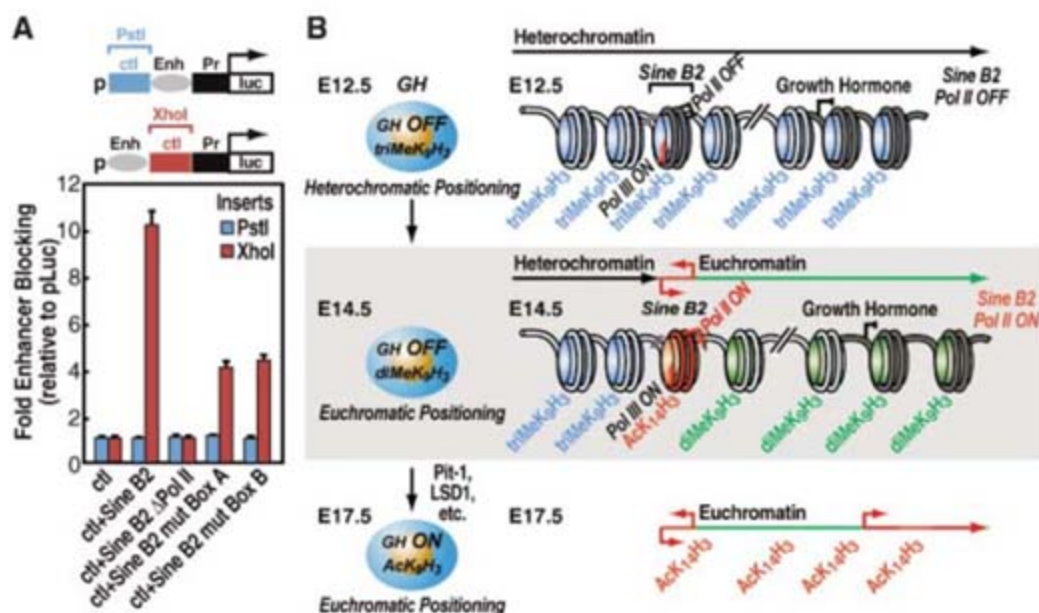 A
PstI
ctl
Enh
Pr
p
luc
XhoI
Enh
ctl
Pr
p
luc
12
10
8
6
4
2
0
Fold Enhancer Blocking
(relative to pLuc)
Inserts
PstI
XhoI
ctl
ctl+Sine B2
ctl+Sine B2 ΔPol II
ctl+Sine B2 mut Box A
ctl+Sine B2 mut Box B
B
E12.5
GH
GH OFF
triMeK9H3
Heterochromatic Positioning
Heterochromatin
E12.5
Sine B2
Pol II OFF
Growth Hormone
Sine B2
Pol II OFF
Pol III ON
triMeK9H3
triMeK9H3
triMeK9H3
triMeK9H3
triMeK9H3
triMeK9H3
triMeK9H3
E14.5
GH OFF
diMeK9H3
Euchromatic Positioning
Heterochromatin
Euchromatin
E14.5
Sine B2
Pol II ON
Growth Hormone
Sine B2
Pol II ON
Pol III ON
triMeK9H3
triMeK9H3
AcK14H3
diMeK9H3
diMeK9H3
diMeK9H3
diMeK9H3
Pit-1,
LSD1,
etc.
E17.5
GH ON
AcK9H3
Euchromatic Positioning
E17.5
Euchromatin
AcK14H3
AcK14H3
AcK14H3
AcK14H3